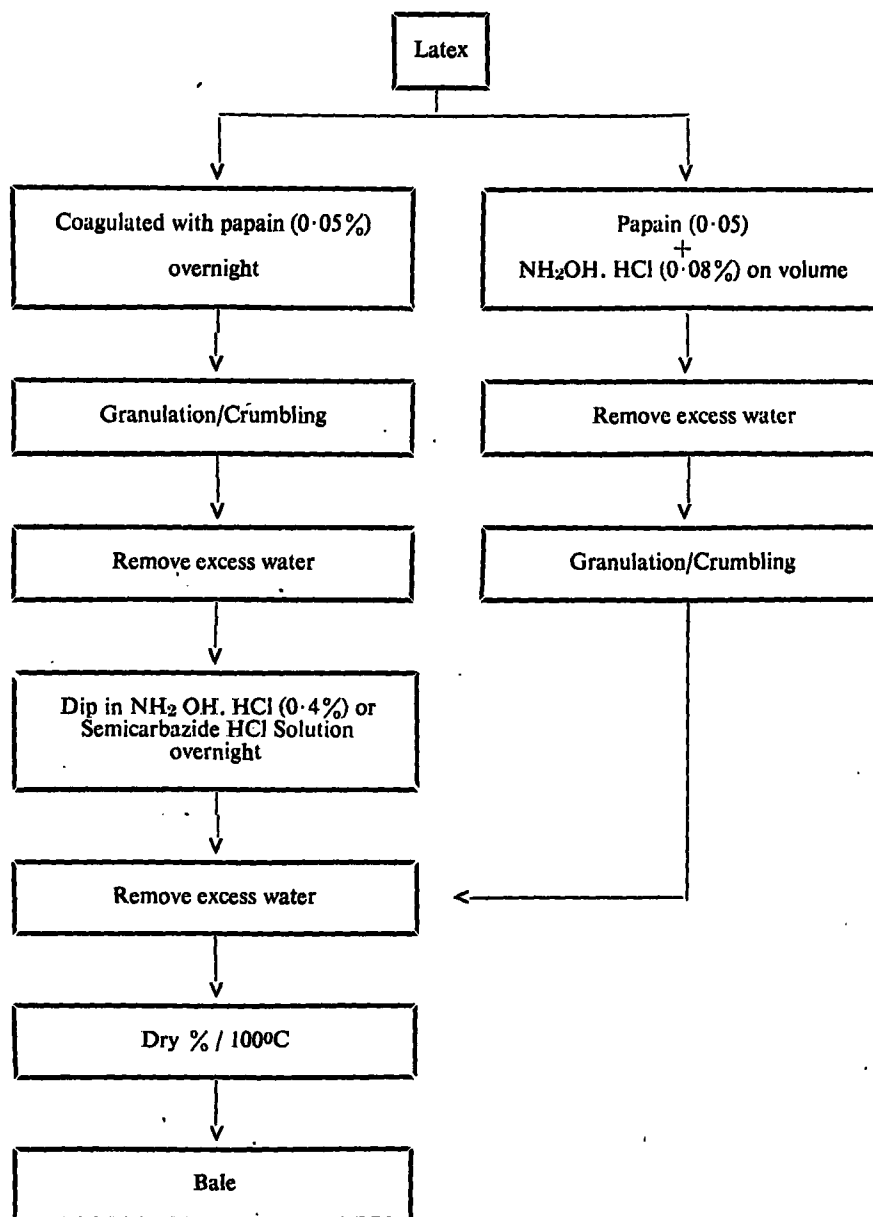 Latex
Coagulated with papain (0·05%)
overnight
Papain (0·05)
+
NH₂OH. HCl (0·08%) on volume
Granulation/Crumbling
Remove excess water
Remove excess water
Granulation/Crumbling
Dip in NH₂ OH. HCl (0·4%) or
Semicarbazide HCl Solution
overnight
Remove excess water
Dry % / 100⁰C
Bale